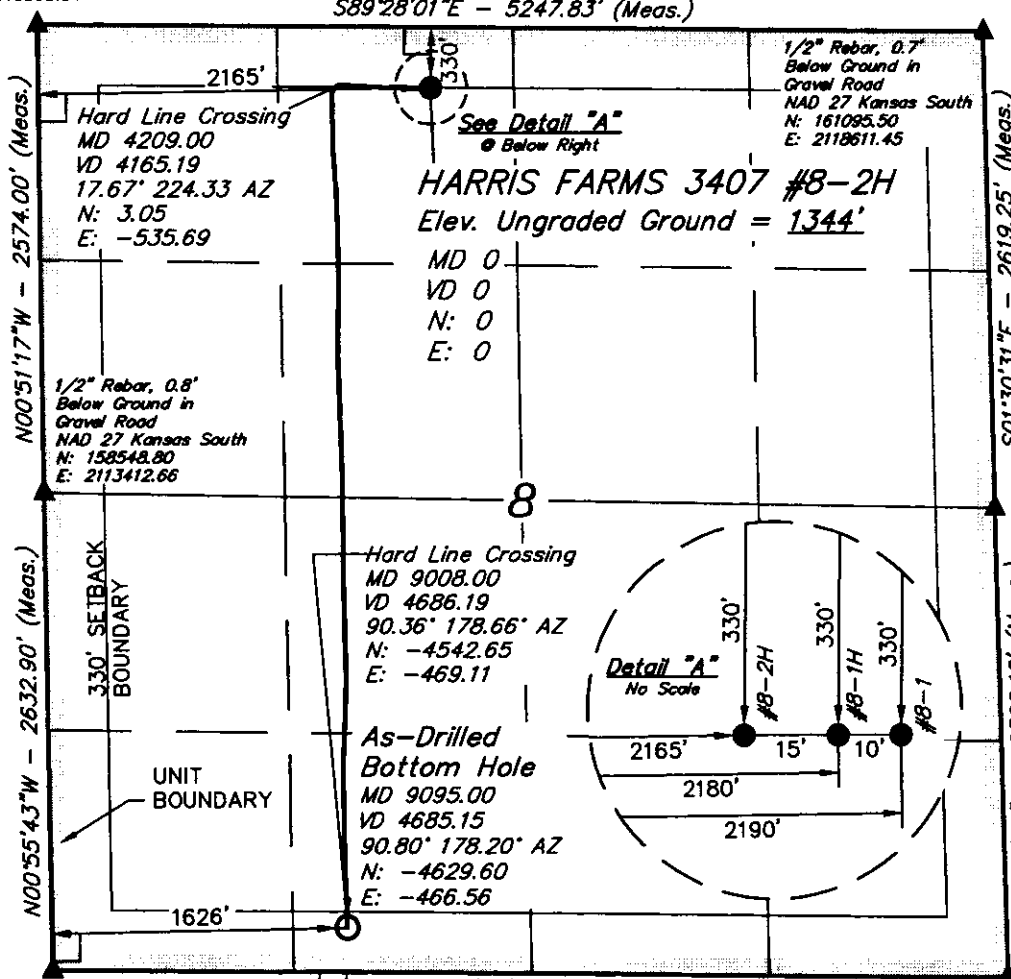 S89°28'01"E - 5247.83' (Meas.)
2165'
330'
1/2" Rebar, 0.7'
Below Ground in
Gravel Road
NAD 27 Kansas South
N: 161095.50
E: 2118611.45
Hard Line Crossing
MD 4209.00
VD 4165.19
17.67° 224.33 AZ
N: 3.05
E: -535.69
See Detail "A"
@ Below Right
HARRIS FARMS 3407 #8-2H
Elev. Ungraded Ground = 1344'
MD 0
VD 0
N: 0
E: 0
N00°51'17"W - 2574.00' (Meas.)
S01°30'31"E - 2619.25' (Meas.)
1/2" Rebar, 0.8'
Below Ground in
Gravel Road
NAD 27 Kansas South
N: 158548.80
E: 2113412.66
8
330' SETBACK
BOUNDARY
Hard Line Crossing
MD 9008.00
VD 4686.19
90.36° 178.66° AZ
N: -4542.65
E: -469.11
N00°55'43"W - 2632.90' (Meas.)
UNIT
BOUNDARY
As-Drilled
Bottom Hole
MD 9095.00
VD 4685.15
90.80° 178.20° AZ
N: -4629.60
E: -466.56
1626'
Detail "A"
No Scale
330'
330'
330'
#8-2H
#8-1H
#8-1
2165'
15'
10'
2180'
2190'